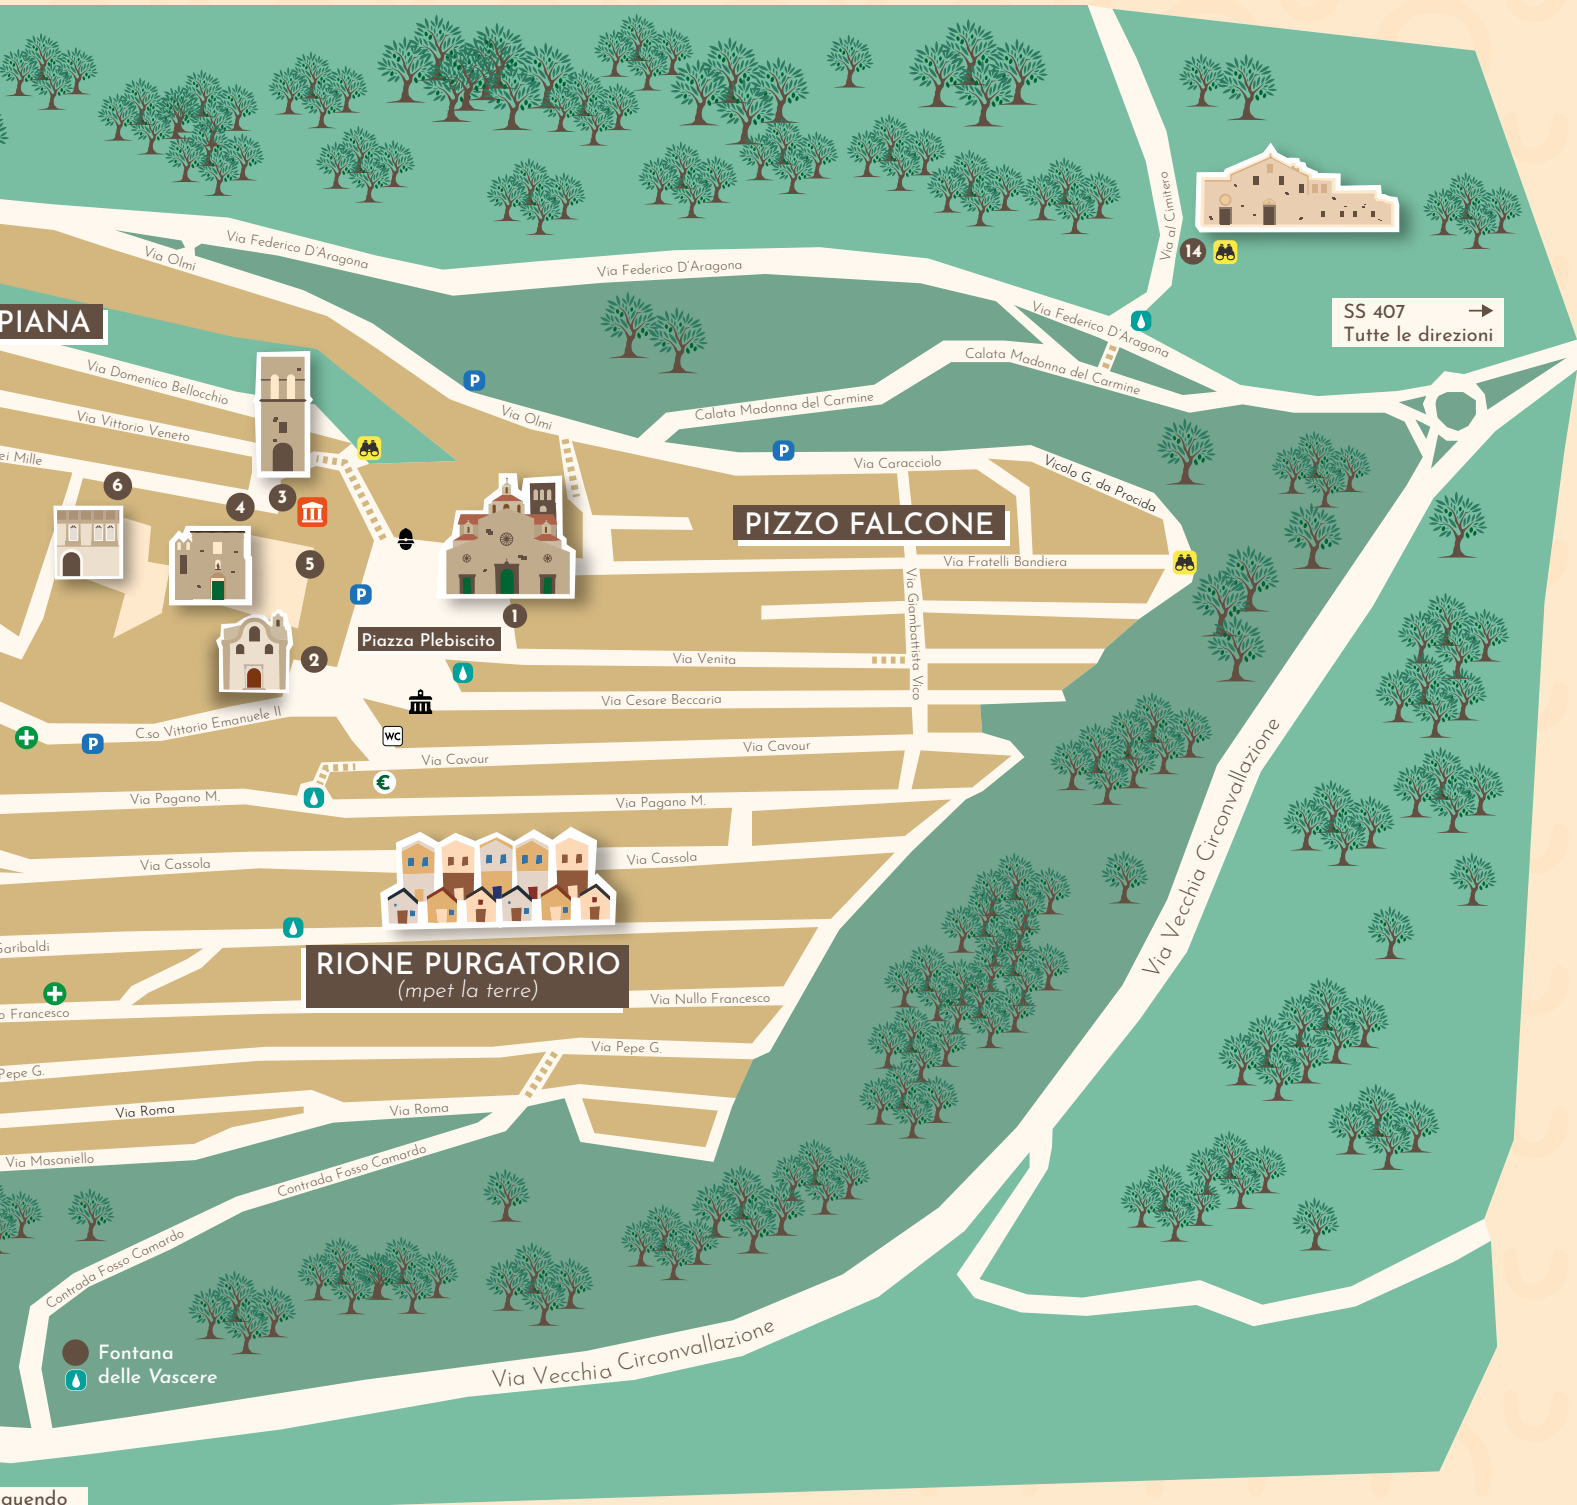 Via Federico D'Aragona
Via Olmi
Via Federico D'Aragona
Via al Cimitero
14
SS 407
Tutte le direzioni
Via Federico D'Aragona
PIANA
Calata Madonna del Carmine
Via Domenico Bellocchio
Calata Madonna del Carmine
P
Via Olmi
Via Vittorio Veneto
P
ei Mille
Via Caracciolo
Vicolo G. da Procida
6
3
4
PIZZO FALCONE
5
Via Fratelli Bandiera
P
1
Via Giambattista Vico
Piazza Plebiscito
2
Via Venita
Via Cesare Beccaria
C.so Vittorio Emanuele II
P
WC
Via Cavour
Via Cavour
€
Via Pagano M.
Via Pagano M.
Via Cassola
Via Cassola
Via Vecchia Circonvallazione
Garibaldi
RIONE PURGATORIO
(mpet la terre)
Via Nullo Francesco
o Francesco
Via Pepe G.
Pepe G.
Via Roma
Via Roma
Via Masaniello
Contrada Fosso Camardo
Contrada Fosso Camardo
Fontana
delle Vascere
Via Vecchia Circonvallazione
guendo